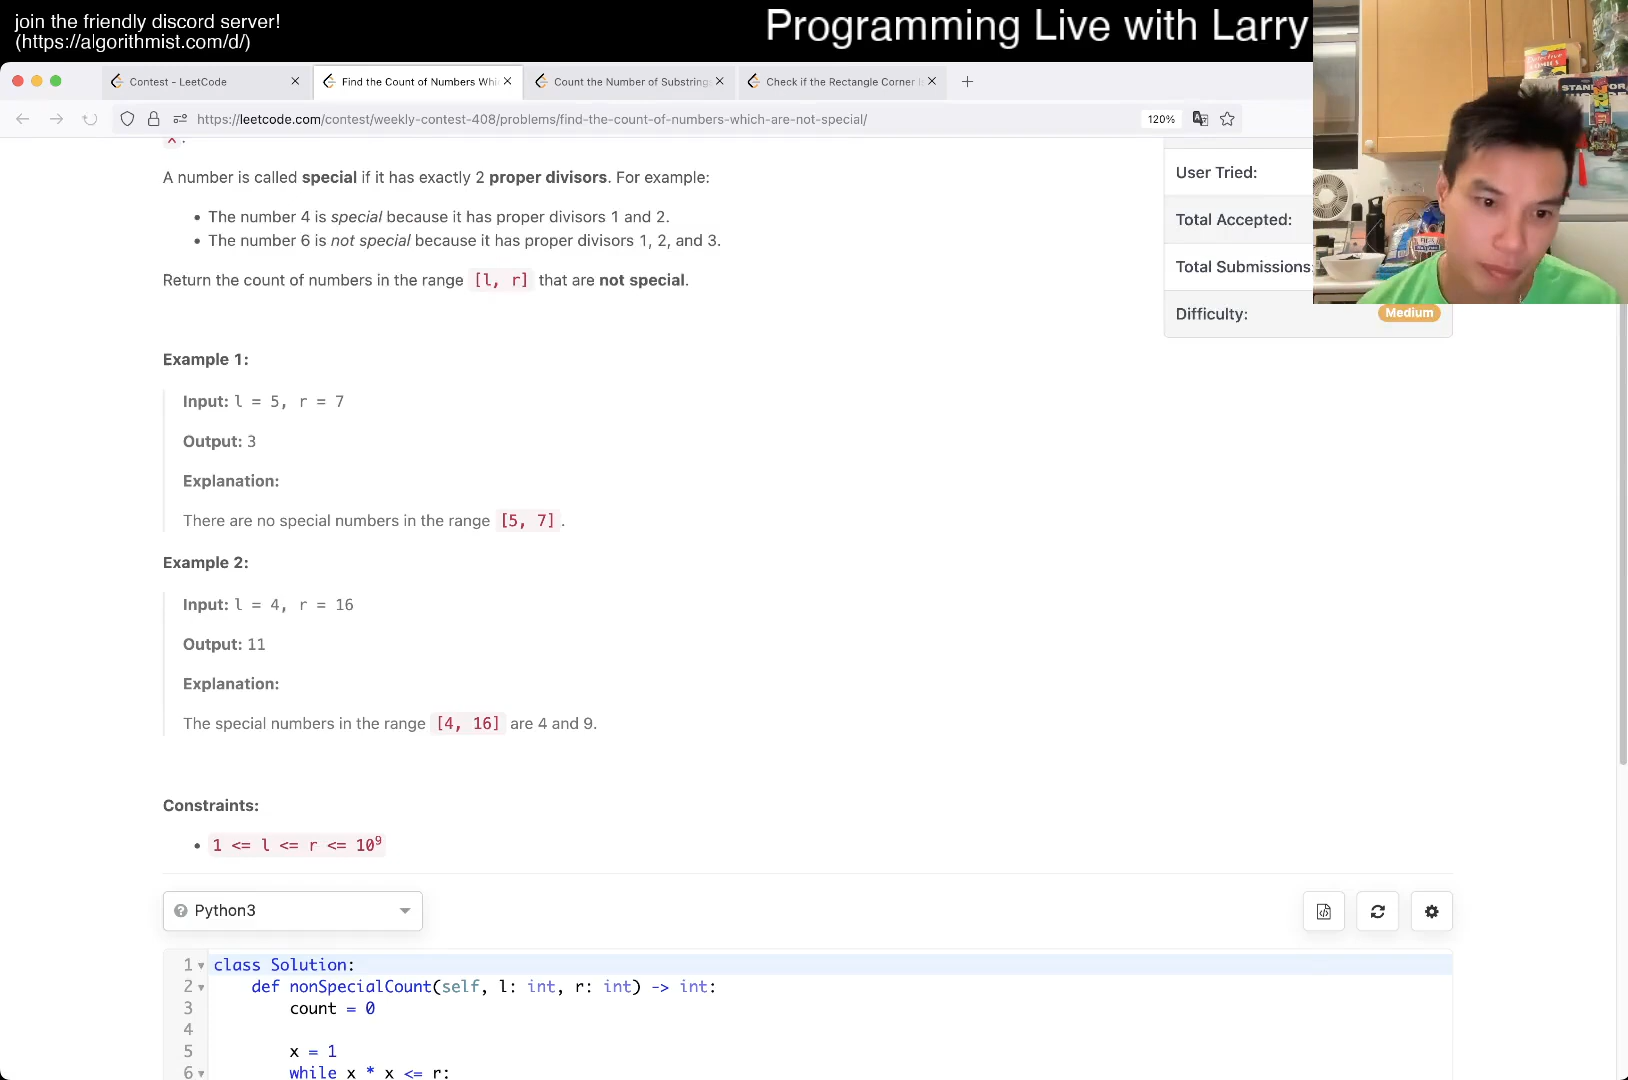 join the friendly discord server!
(https://algorithmist.com/d/)
Programming Live with Larry
Contest - LeetCode
Find the Count of Numbers Whi
Count the Number of Substring
Check if the Rectangle Corner I
https://leetcode.com/contest/weekly-contest-408/problems/find-the-count-of-numbers-which-are-not-special/
120%
x.
A number is called special if it has exactly 2 proper divisors. For example:
• The number 4 is special because it has proper divisors 1 and 2.
• The number 6 is not special because it has proper divisors 1, 2, and 3.
Return the count of numbers in the range [l, r] that are not special.
User Tried:
Total Accepted:
Total Submissions:
Difficulty:
Medium
Example 1:
Input: l = 5, r = 7
Output: 3
Explanation:
There are no special numbers in the range [5, 7].
Example 2:
Input: l = 4, r = 16
Output: 11
Explanation:
The special numbers in the range [4, 16] are 4 and 9.
Constraints:
• 1 <= l <= r <= 10⁹
Python3
1 class Solution:
2 def nonSpecialCount(self, l: int, r: int) -> int:
3 count = 0
4
5 x = 1
6 while x * x <= r: